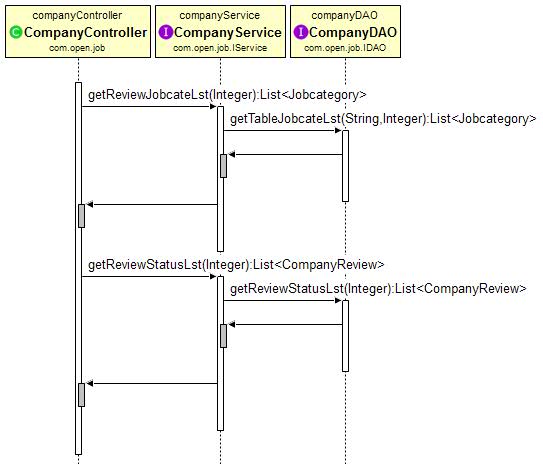 companyController
C CompanyController
com.open.job
companyService
I CompanyService
com.open.job.IService
companyDAO
I CompanyDAO
com.open.job.IDAO
getReviewJobcateLst(Integer):List<Jobcategory>
getTableJobcateLst(String,Integer):List<Jobcategory>
getReviewStatusLst(Integer):List<CompanyReview>
getReviewStatusLst(Integer):List<CompanyReview>